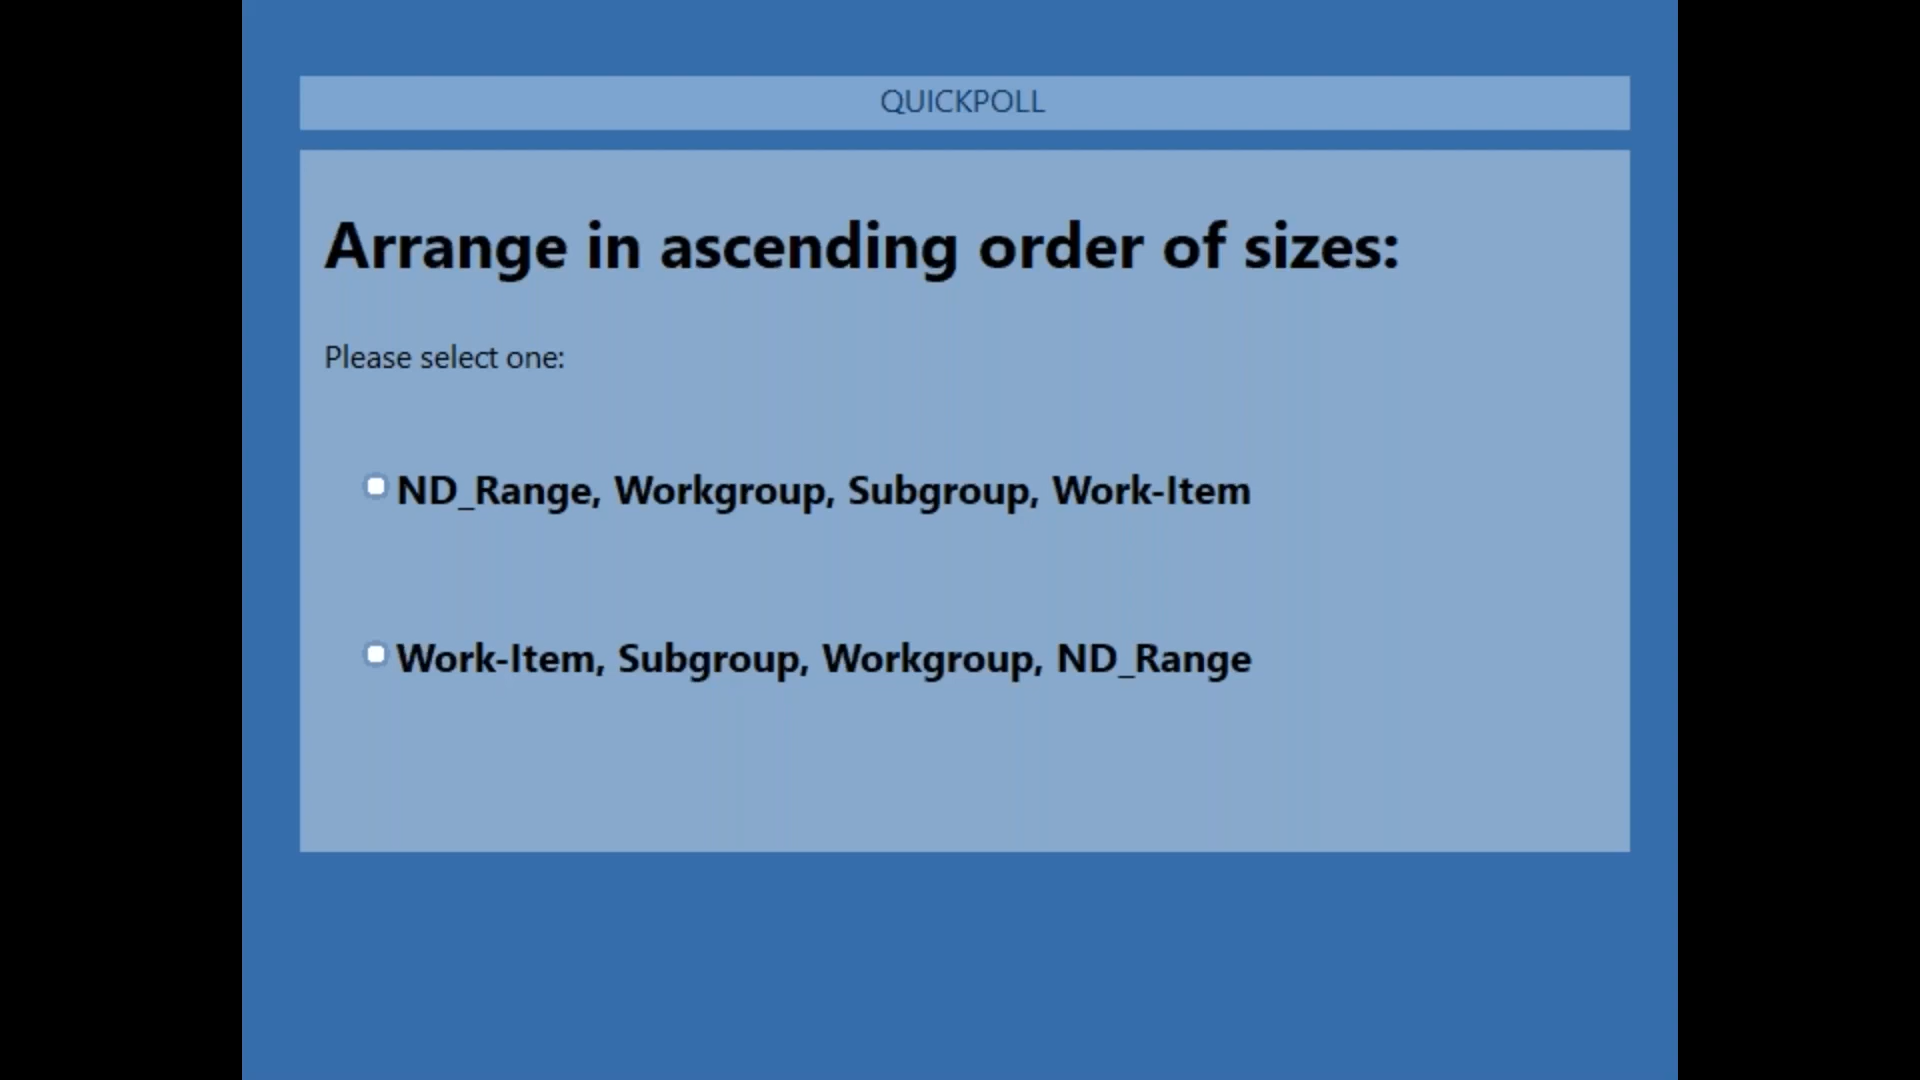 QUICKPOLL
Arrange in ascending order of sizes:
Please select one:
ND_Range, Workgroup, Subgroup, Work-Item
Work-Item, Subgroup, Workgroup, ND_Range